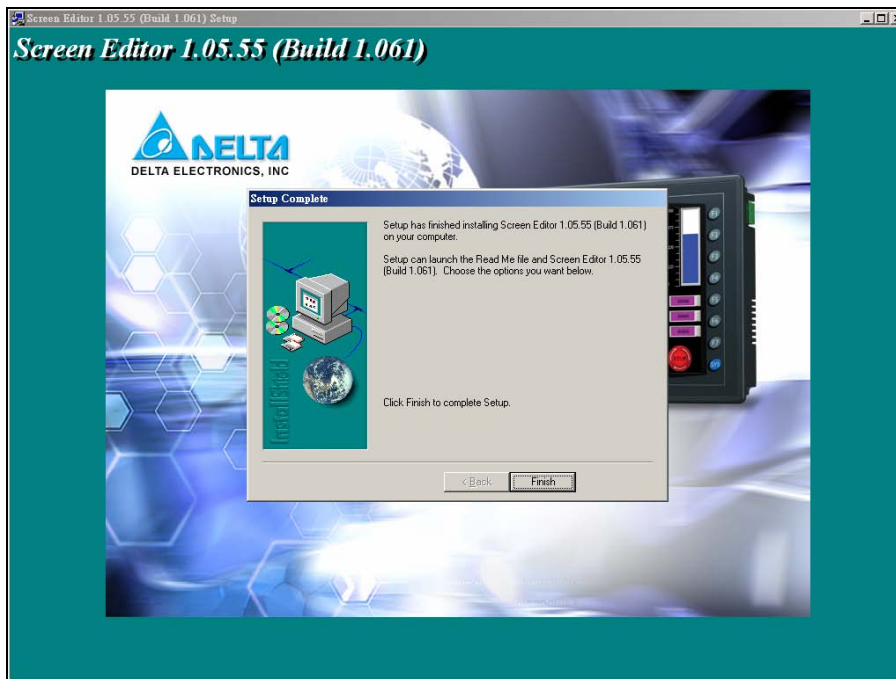 Screen Editor 1.05.55 (Build 1.061) Setup
Screen Editor 1.05.55 (Build 1.061)
DELTA
DELTA ELECTRONICS, INC
Setup Complete
Setup has finished installing Screen Editor 1.05.55 (Build 1.061)
on your computer.
Setup can launch the Read Me file and Screen Editor 1.05.55
(Build 1.061). Choose the options you want below.
InstallShield
Click Finish to complete Setup.
< Back
Finish